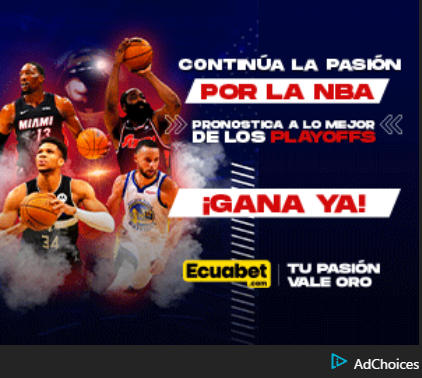 CONTINÚA LA PASIÓN
POR LA NBA
PRONOSTICA A LO MEJOR
DE LOS PLAYOFFS
¡GANA YA!
Ecuabet
.com
TU PASIÓN
VALE ORO
MIAMI
13
34
AdChoices